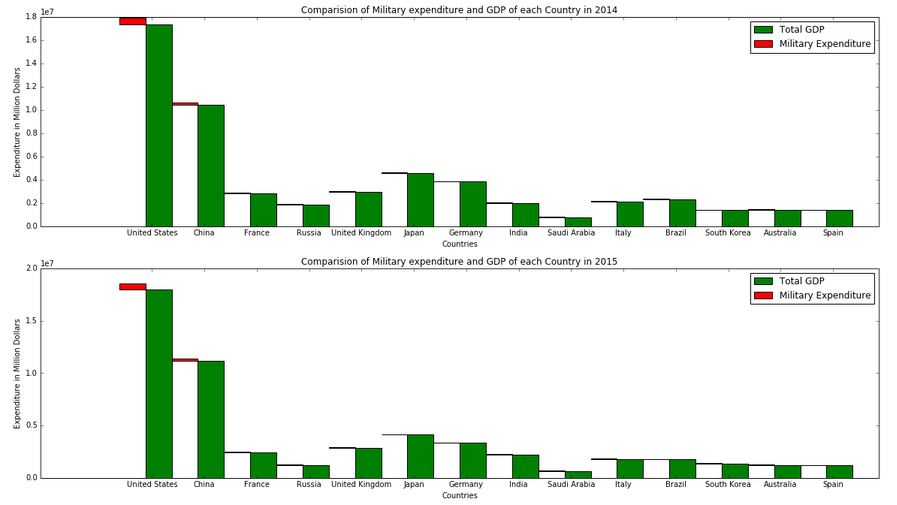 Comparision of Military expenditure and GDP of each Country in 2014
1e7
Total GDP
Military Expenditure
Expenditure in Million Dollars
1.8
1.6
1.4
1.2
1.0
0.8
0.6
0.4
0.2
0.0
United States China France Russia United Kingdom Japan Germany India Saudi Arabia Italy Brazil South Korea Australia Spain
Countries
Comparision of Military expenditure and GDP of each Country in 2015
1e7
Total GDP
Military Expenditure
Expenditure in Million Dollars
2.0
1.5
1.0
0.5
0.0
United States China France Russia United Kingdom Japan Germany India Saudi Arabia Italy Brazil South Korea Australia Spain
Countries